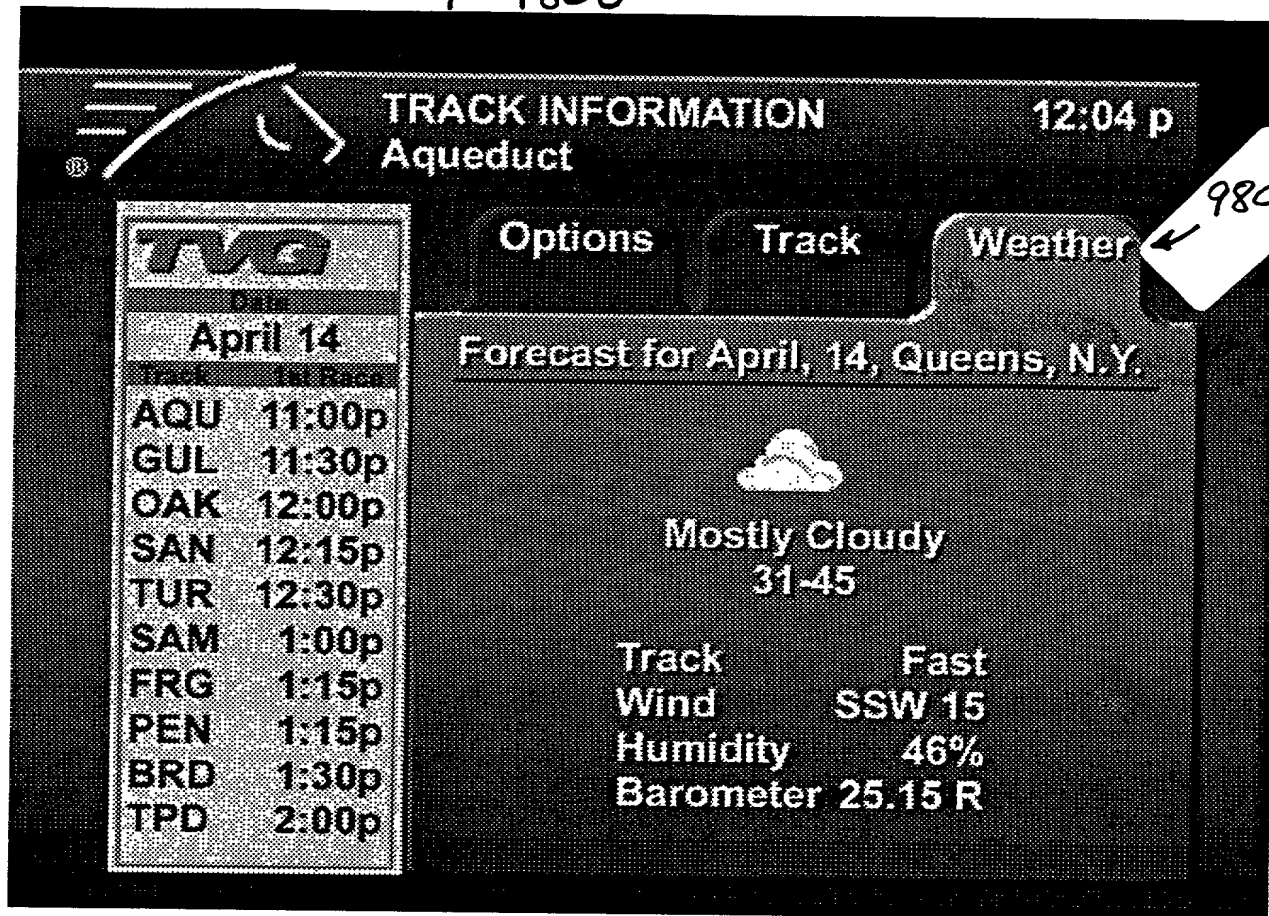 TRACK INFORMATION
12:04 p
Aqueduct
®
980
Options
Track
Weather
TVG
Date
April 14
Track 1st Race
AQU 11:00p
GUL 11:30p
OAK 12:00p
SAN 12:15p
TUR 12:30p
SAM 1:00p
FRG 1:15p
PEN 1:15p
BRD 1:30p
TPD 2:00p
Forecast for April, 14, Queens, N.Y.
Mostly Cloudy
31-45
Track Fast
Wind SSW 15
Humidity 46%
Barometer 25.15 R